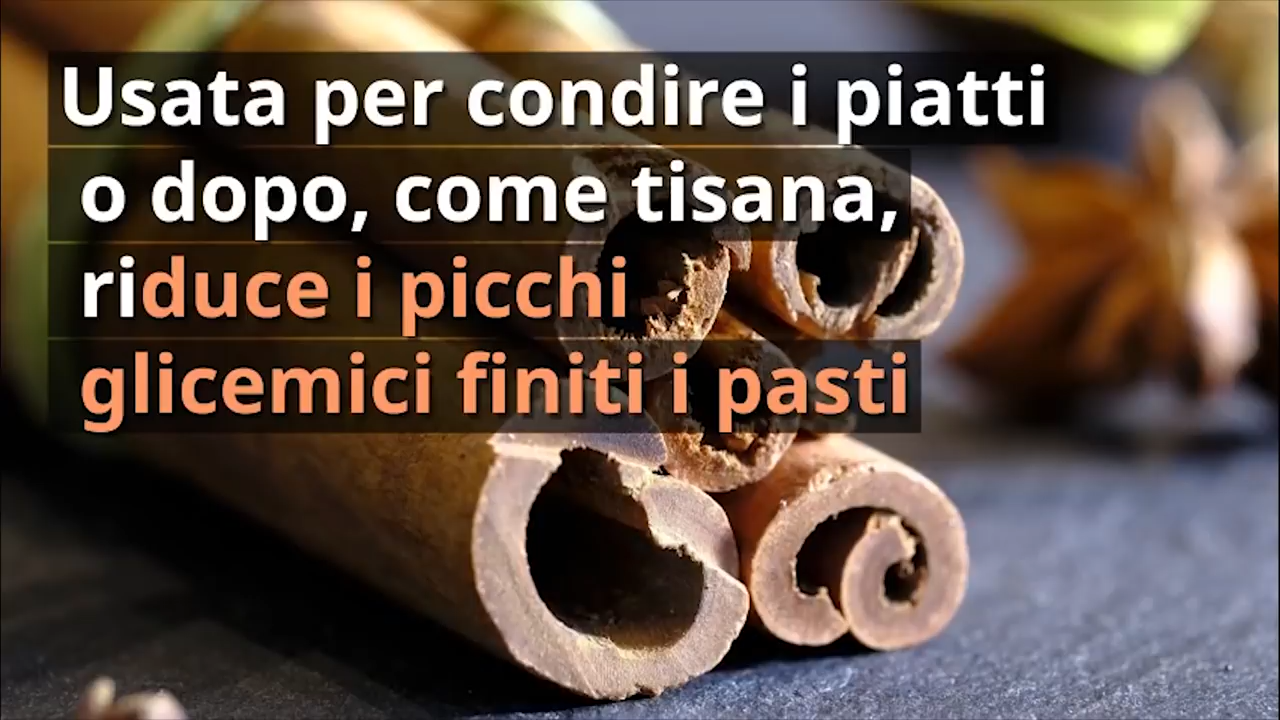 Usata per condire i piatti
o dopo, come tisana,
riduce i picchi
glicemici finiti i pasti